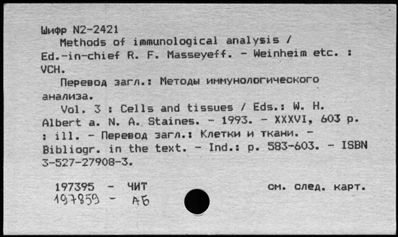 Шифр N2-2421
Methods of immunological analysis /
Ed.-in-chief R. F. Masseyeff. - Weinheim etc. :
VCH.
Перевод загл.: Методы иммунологического
анализа.
Vol. 3 : Cells and tissues / Eds.: W. H.
Albert a. N. A. Staines. - 1993. - XXXVI, 603 p.
: ill. - Перевод загл.: Клетки и ткани. -
Bibliogr. in the text. - Ind.: p. 583-603. - ISBN
3-527-27908-3.
197395 - ЧИТ см. след. карт.
197859 - АБ